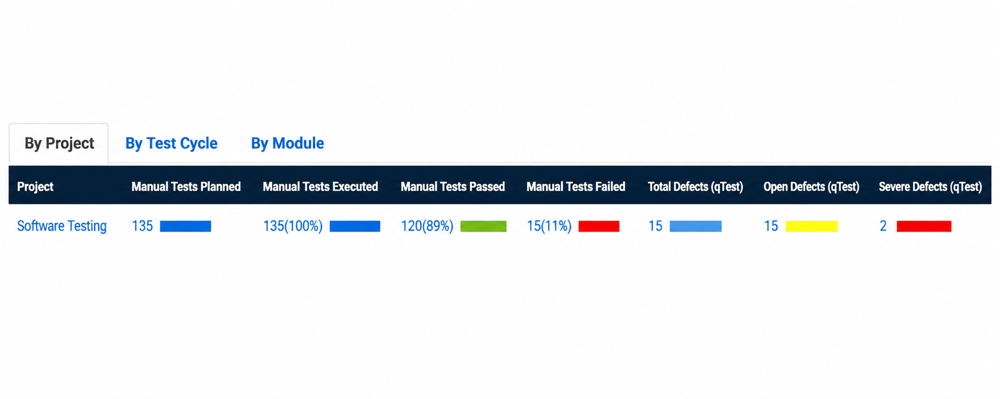 By Project By Test Cycle By Module
Project Manual Tests Planned Manual Tests Executed Manual Tests Passed Manual Tests Failed Total Defects (qTest) Open Defects (qTest) Severe Defects (qTest)
Software Testing 135 135(100%) 120(89%) 15(11%) 15 15 2